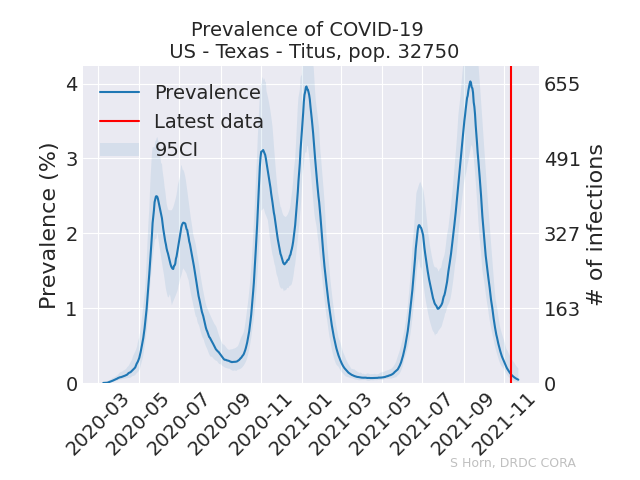 Prevalence of COVID-19
US - Texas - Titus, pop. 32750
Prevalence
Latest data
95CI
Prevalence (%)
4
3
2
1
0
655
491
327
163
0
# of infections
2020-03
2020-05
2020-07
2020-09
2020-11
2021-01
2021-03
2021-05
2021-07
2021-09
2021-11
S Horn, DRDC CORA